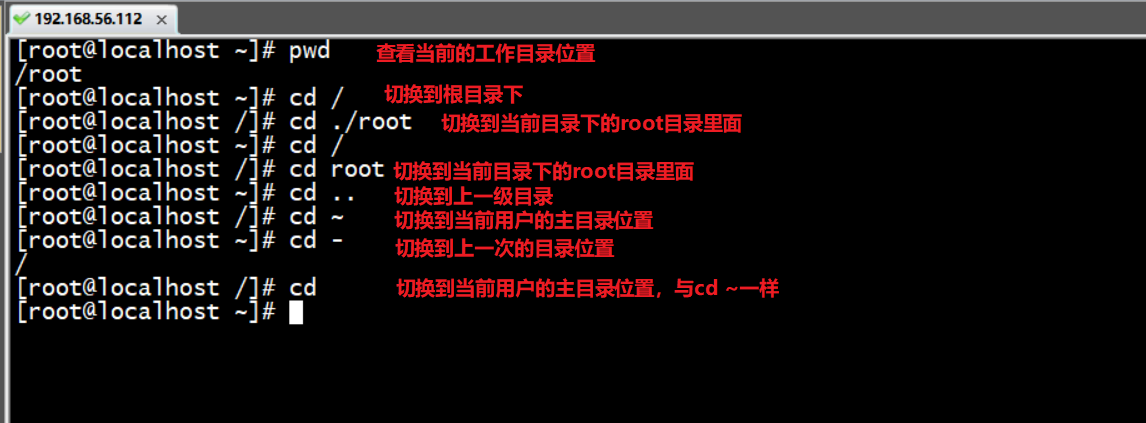 192.168.56.112 ×
[root@localhost ~]# pwd 查看当前的工作目录位置
/root
[root@localhost ~]# cd / 切换到根目录下
[root@localhost /]# cd ./root 切换到当前目录下的root目录里面
[root@localhost ~]# cd /
[root@localhost /]# cd root 切换到当前目录下的root目录里面
[root@localhost ~]# cd .. 切换到上一级目录
[root@localhost /]# cd ~ 切换到当前用户的主目录位置
[root@localhost ~]# cd - 切换到上一次的目录位置
/
[root@localhost /]# cd 切换到当前用户的主目录位置，与cd ~一样
[root@localhost ~]#